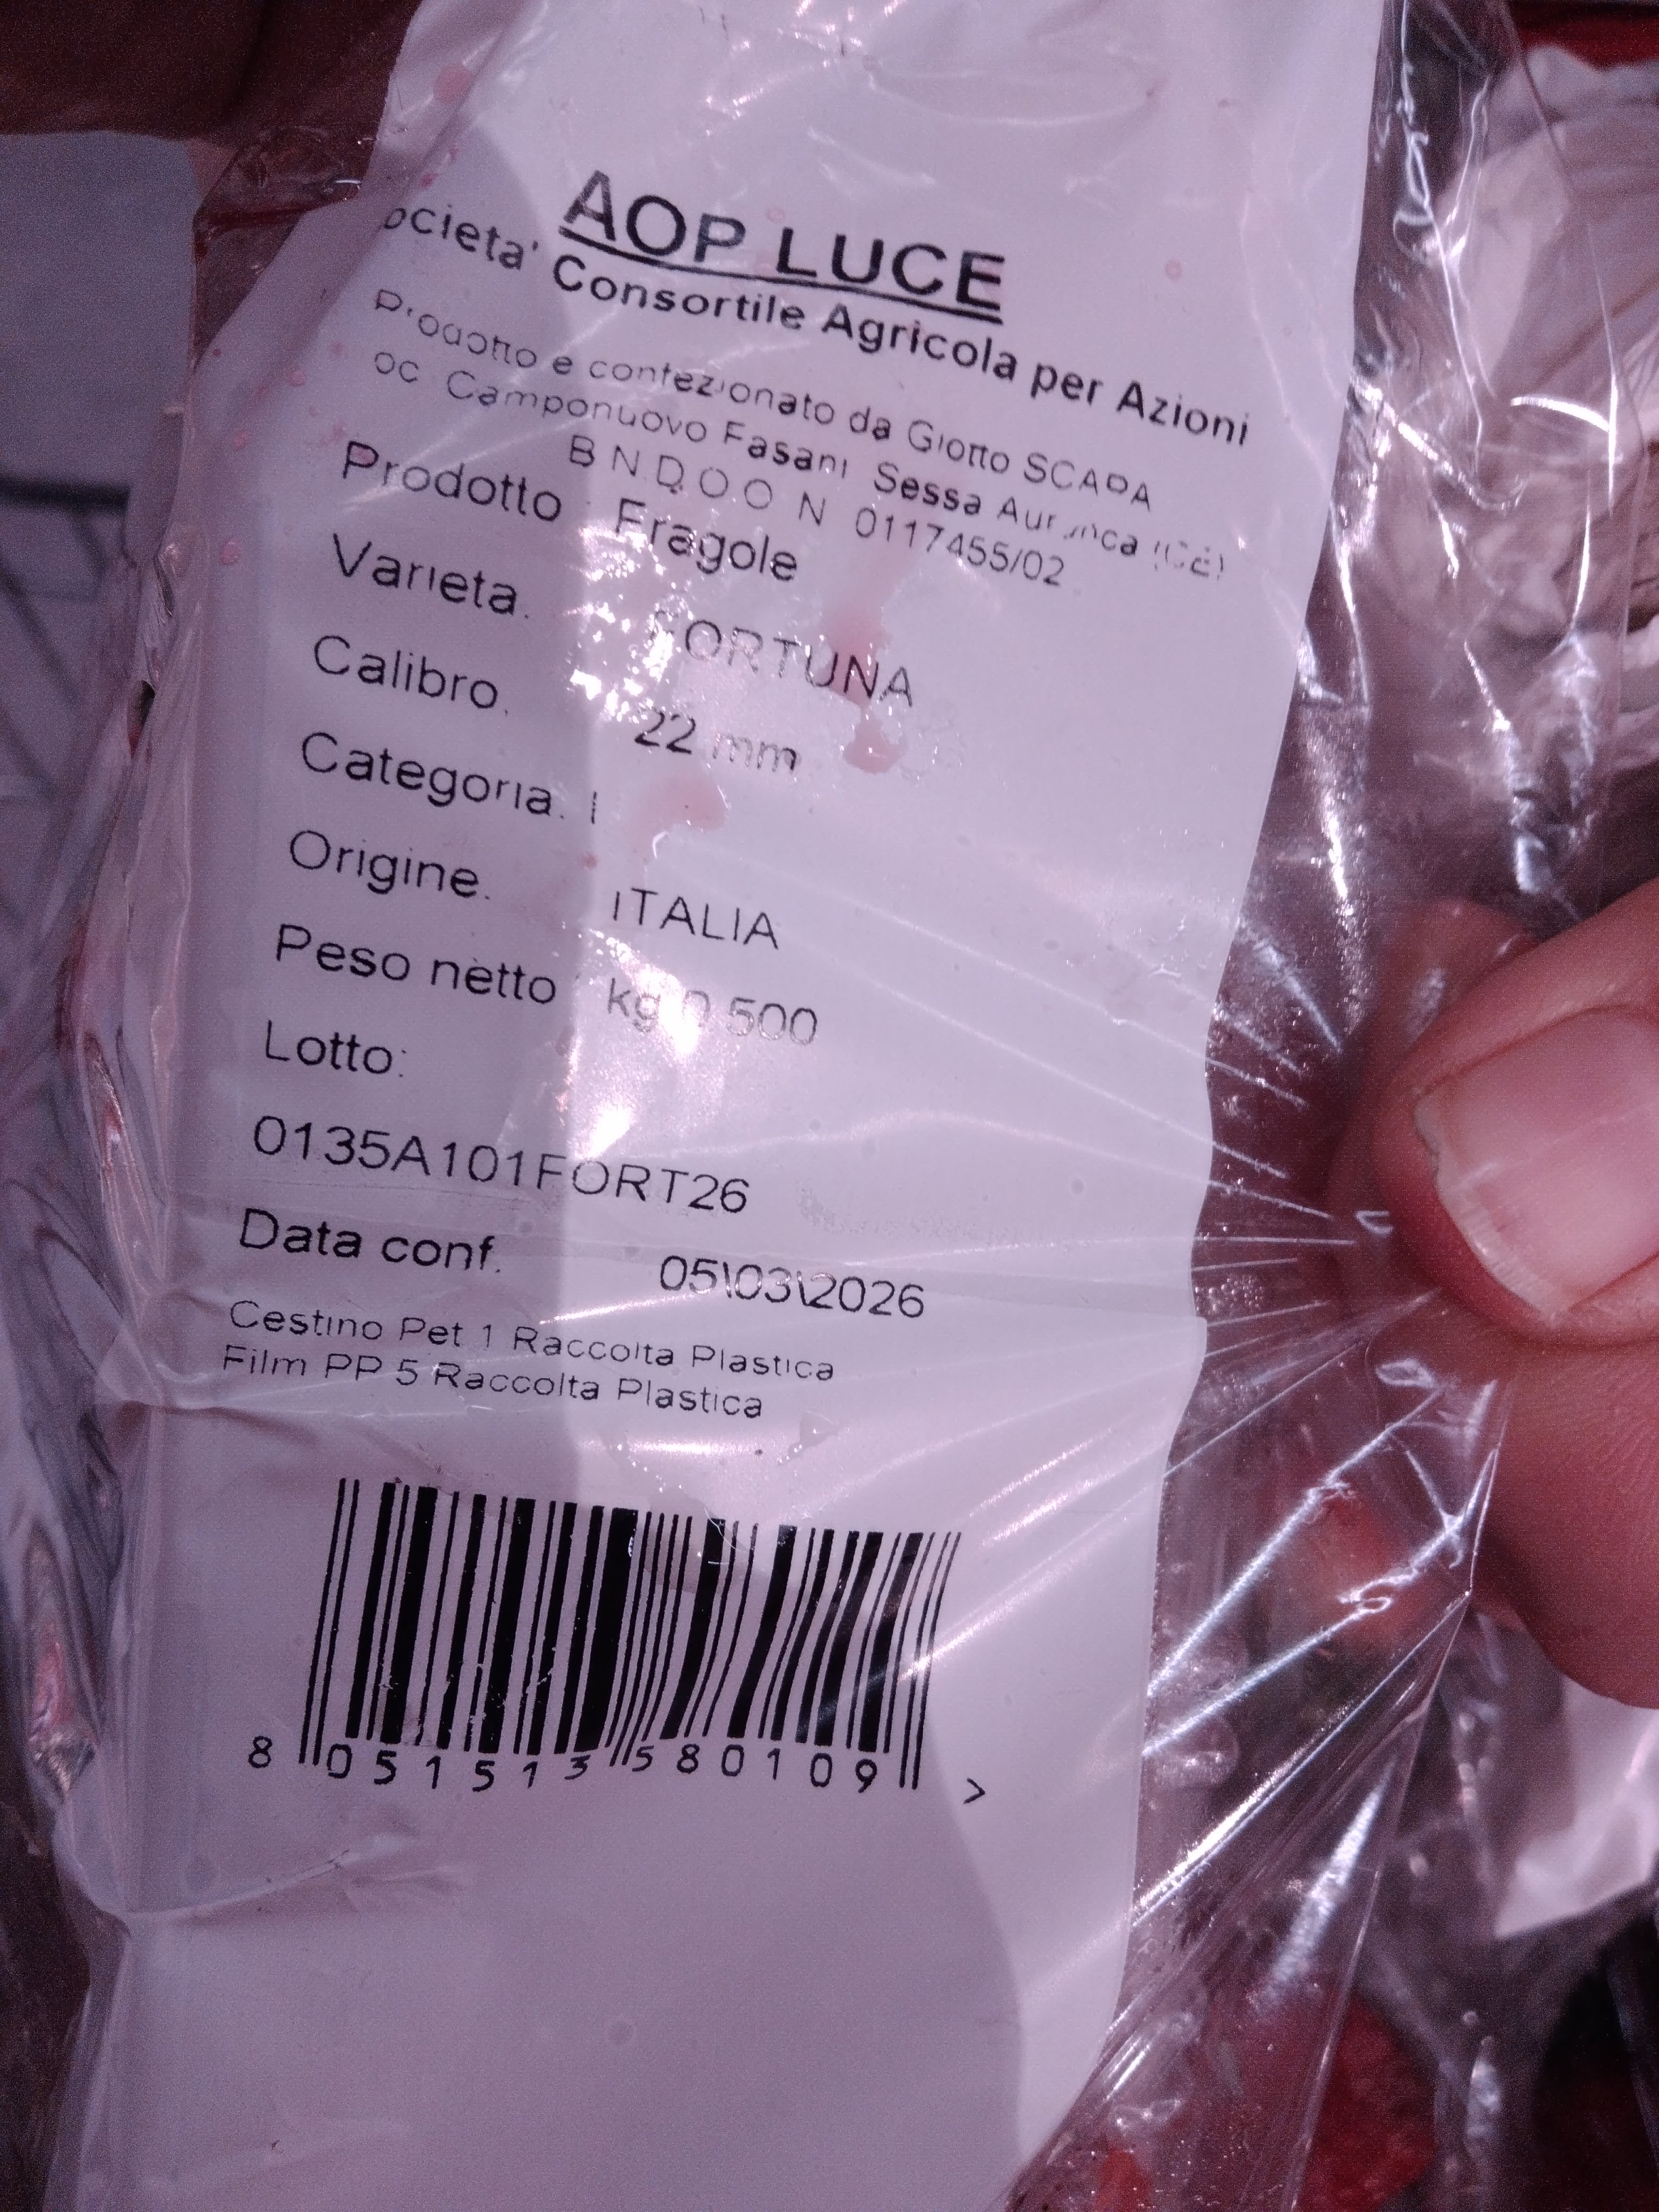 AOP LUCE
ocieta' Consortile Agricola per Azioni
Prodotto e confezionato da Giotto SCAPA
oc Camponuovo Fasani Sessa Aurunca (CE)
B N D O O N 0117455/02
Prodotto : Fragole
Varieta. FORTUNA
Calibro. 22 mm
Categoria. I
Origine. ITALIA
Peso netto : kg 0 500
Lotto:
0135A101FORT26
Data conf. 05\03\2026
Cestino Pet 1 Raccolta Plastica
Film PP 5 Raccolta Plastica
8 051513 580109 >